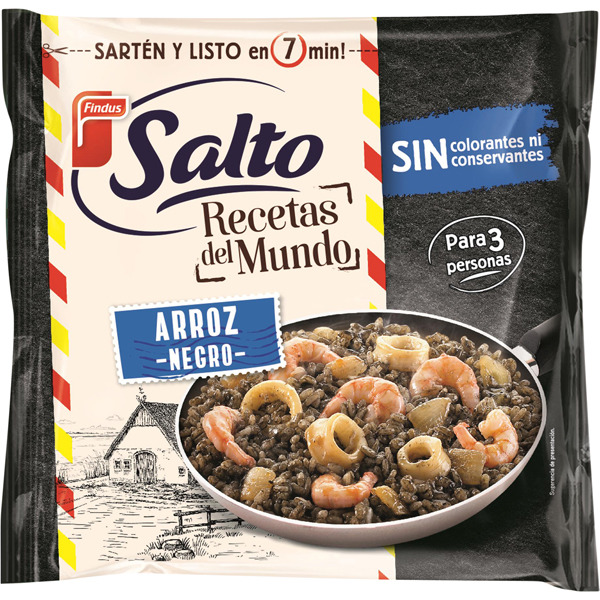 SARTÉN Y LISTO en 7 min!
Findus
Salto
Recetas
del Mundo
SIN colorantes ni
conservantes
Para 3
personas
ARROZ
-NEGRO-
Sugerencia de presentación.